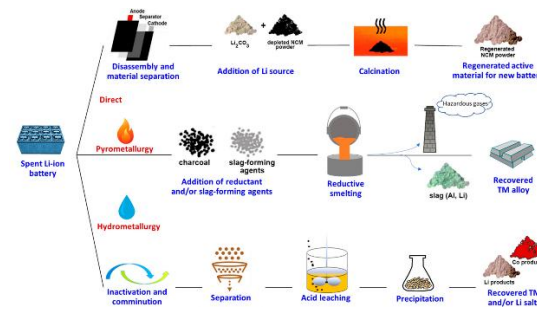 Anode
Separator
Cathode
Disassembly and
material separation
Li2CO3
+
depleted NCM
powder
Addition of Li source
Calcination
Regenerated
NCM powder
Regenerated active
material for new batter
Direct
Spent Li-ion
battery
Pyrometallurgy
charcoal
slag-forming
agents
Addition of reductant
and/or slag-forming agents
Reductive
smelting
Hazardous gases
slag (Al, Li)
Recovered
TM alloy
Hydrometallurgy
Inactivation and
comminution
Separation
Acid leaching
Precipitation
Co produ
Li products
Recovered TM
and/or Li salt